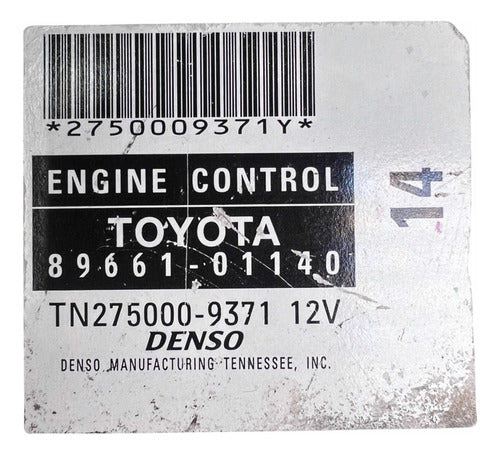 *2750009371Y*
ENGINE CONTROL
TOYOTA
89661-01140
14
TN275000-9371 12V
DENSO
DENSO MANUFACTURING TENNESSEE, INC.